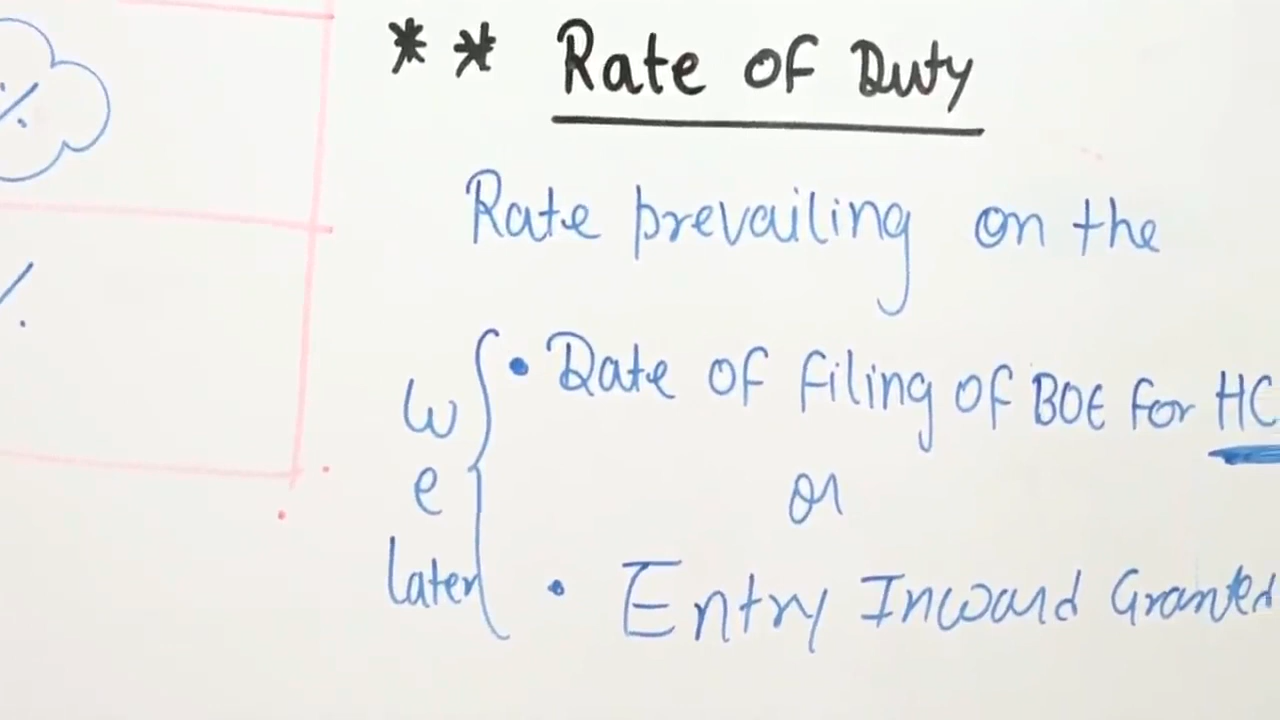 ** Rate of Duty
Rate prevailing on the
• Date of filing of BOE for HC
w
e
or
later
• Entry Inward Granted